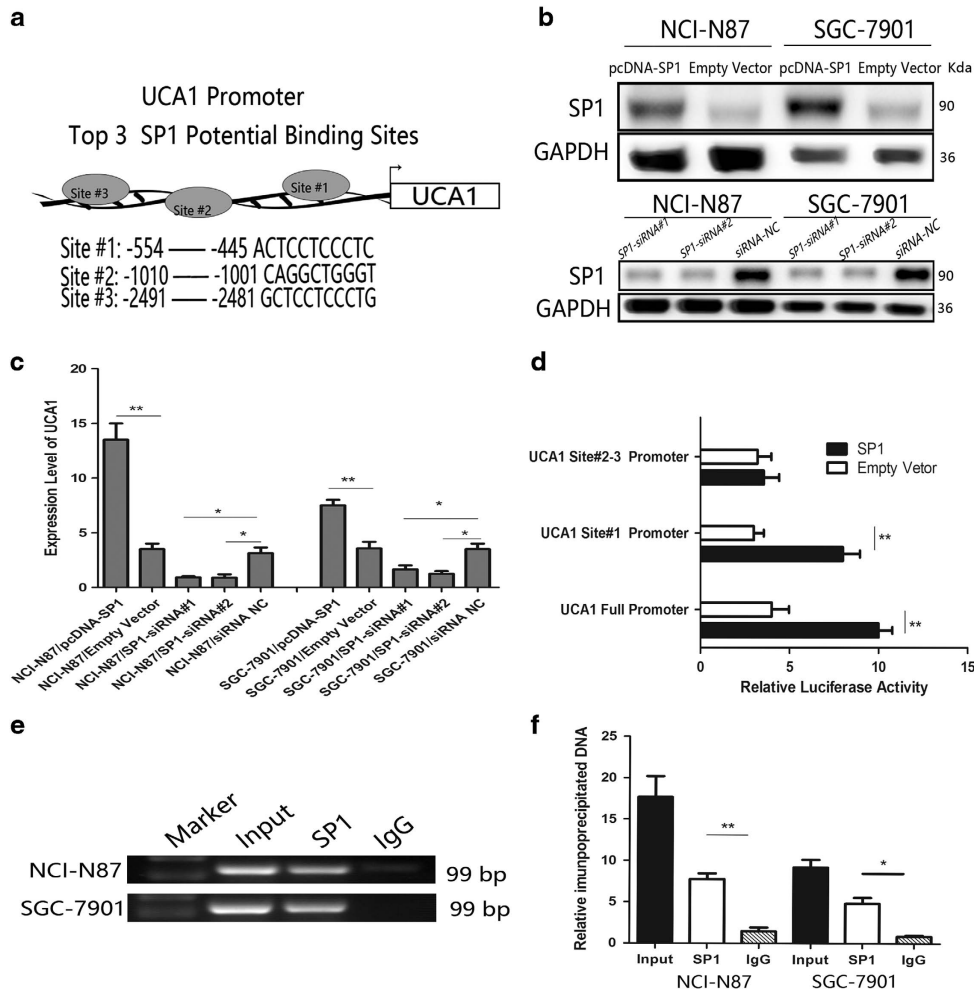 a
UCA1 Promoter
Top 3 SP1 Potential Binding Sites
Site #3
Site #2
Site #1
UCA1
Site #1: -554 —— -445 ACTCCTCCCTC
Site #2: -1010 —— -1001 CAGGCTGGGT
Site #3: -2491 —— -2481 GCTCCTCCCTG
b
NCI-N87 SGC-7901
pcDNA-SP1 Empty Vector pcDNA-SP1 Empty Vector Kda
SP1 90
GAPDH 36
NCI-N87 SGC-7901
SP1-siRNA#1 SP1-siRNA#2 siRNA-NC SP1-siRNA#1 SP1-siRNA#2 siRNA-NC
SP1 90
GAPDH 36
c
Expression Level of UCA1
20
15
10
5
0
** * * ** * *
NCI-N87/pcDNA-SP1
NCI-N87/Empty Vector
NCI-N87/SP1-siRNA#1
NCI-N87/SP1-siRNA#2
NCI-N87/siRNA NC
SGC-7901/pcDNA-SP1
SGC-7901/Empty Vector
SGC-7901/SP1-siRNA#1
SGC-7901/SP1-siRNA#2
SGC-7901/siRNA NC
d
SP1
Empty Vetor
UCA1 Site#2-3 Promoter
UCA1 Site#1 Promoter
**
UCA1 Full Promoter
**
0 5 10 15
Relative Luciferase Activity
e
Marker Input SP1 IgG
NCI-N87 99 bp
SGC-7901 99 bp
f
Relative imunpoprecipitated DNA
25
20
15
10
5
0
** *
Input SP1 IgG Input SP1 IgG
NCI-N87 SGC-7901